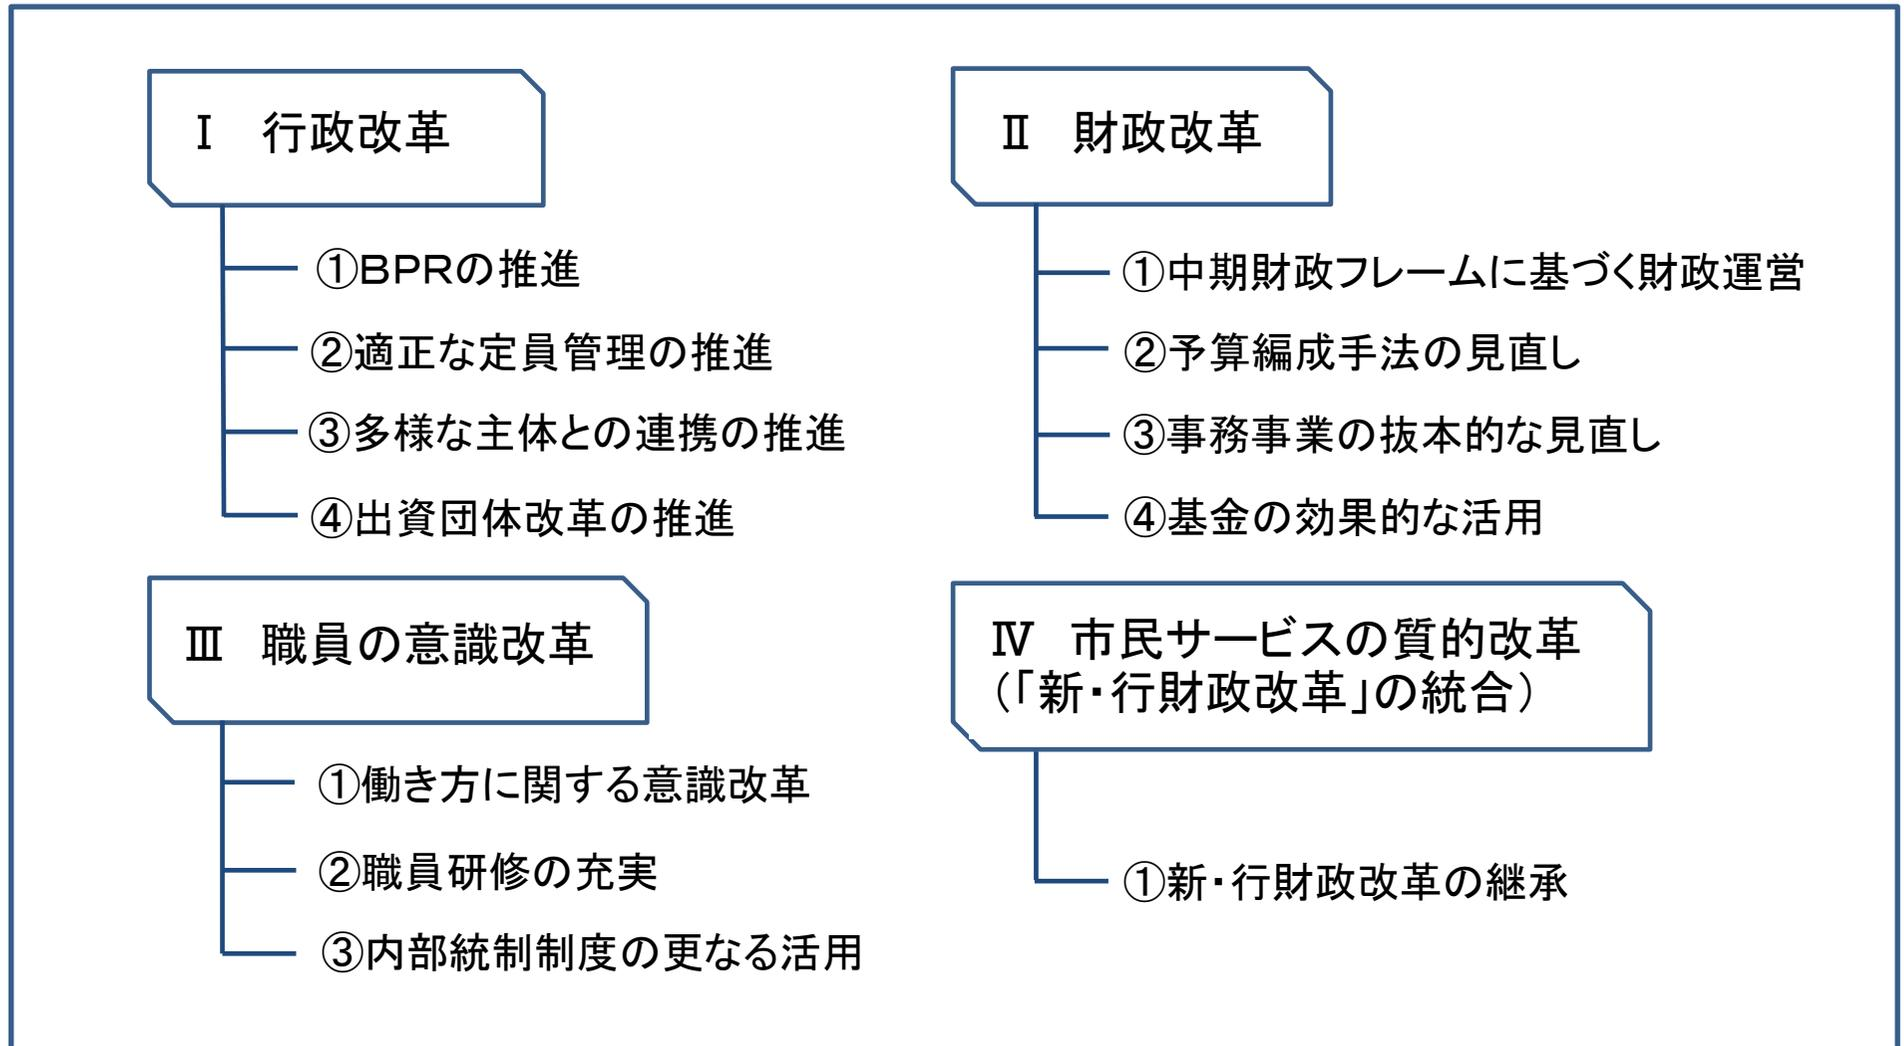 Ⅰ　行政改革
①ＢＰＲの推進
②適正な定員管理の推進
③多様な主体との連携の推進
④出資団体改革の推進
Ⅱ　財政改革
①中期財政フレームに基づく財政運営
②予算編成手法の見直し
③事務事業の抜本的な見直し
④基金の効果的な活用
Ⅲ　職員の意識改革
①働き方に関する意識改革
②職員研修の充実
③内部統制制度の更なる活用
Ⅳ　市民サービスの質的改革
（「新・行財政改革」の統合）
①新・行財政改革の継承